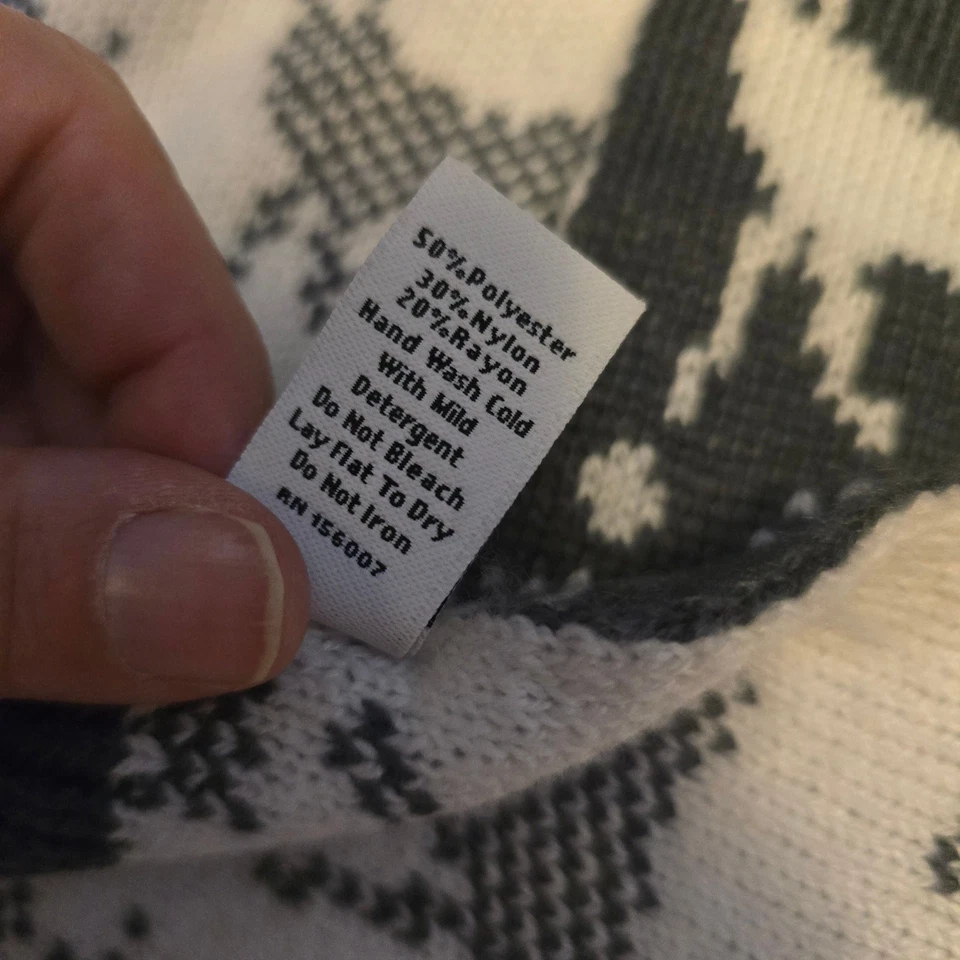 50%Polyester
30%Nylon
20%Rayon
Hand Wash Cold
With Mild
Detergent
Do Not Bleach
Lay Flat To Dry
Do Not Iron
RN 156007